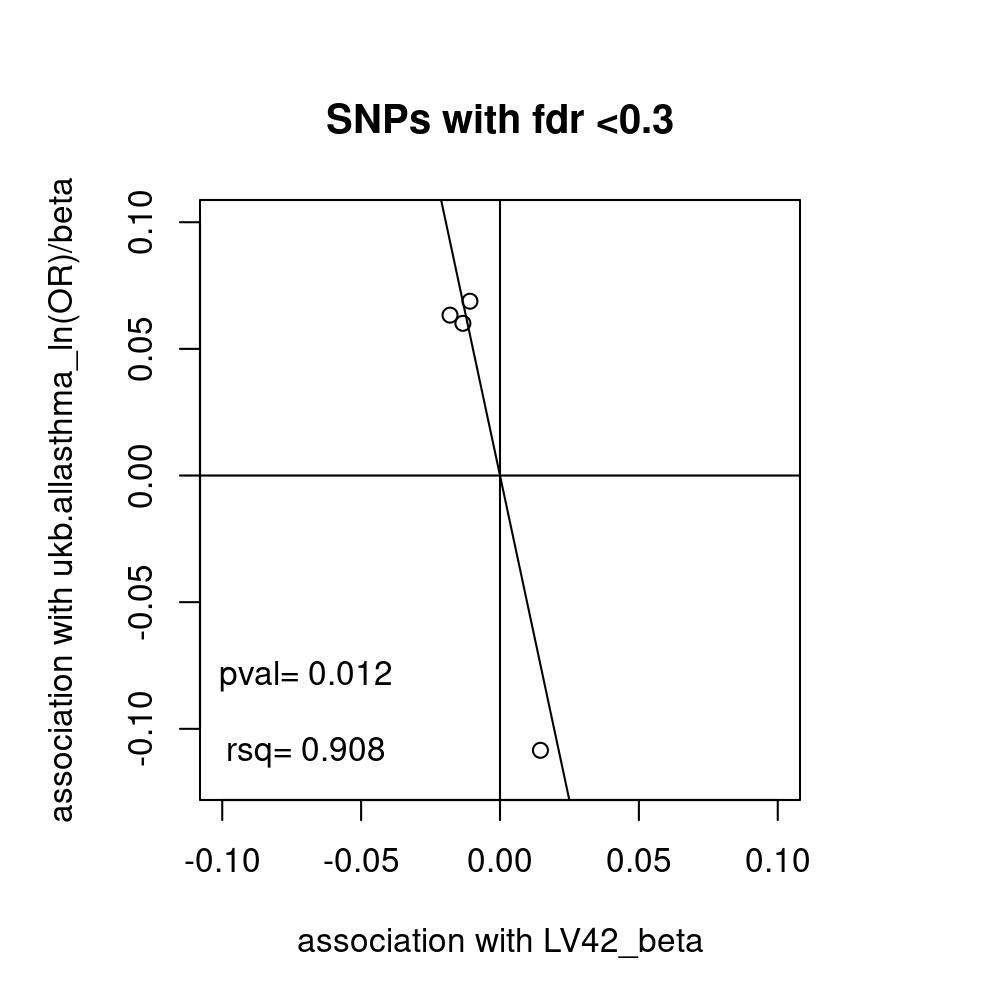 SNPs with fdr <0.3
association with ukb.allasthma_ln(OR)/beta
0.10
0.05
0.00
-0.05
-0.10
pval= 0.012
rsq= 0.908
-0.10 -0.05 0.00 0.05 0.10
association with LV42_beta